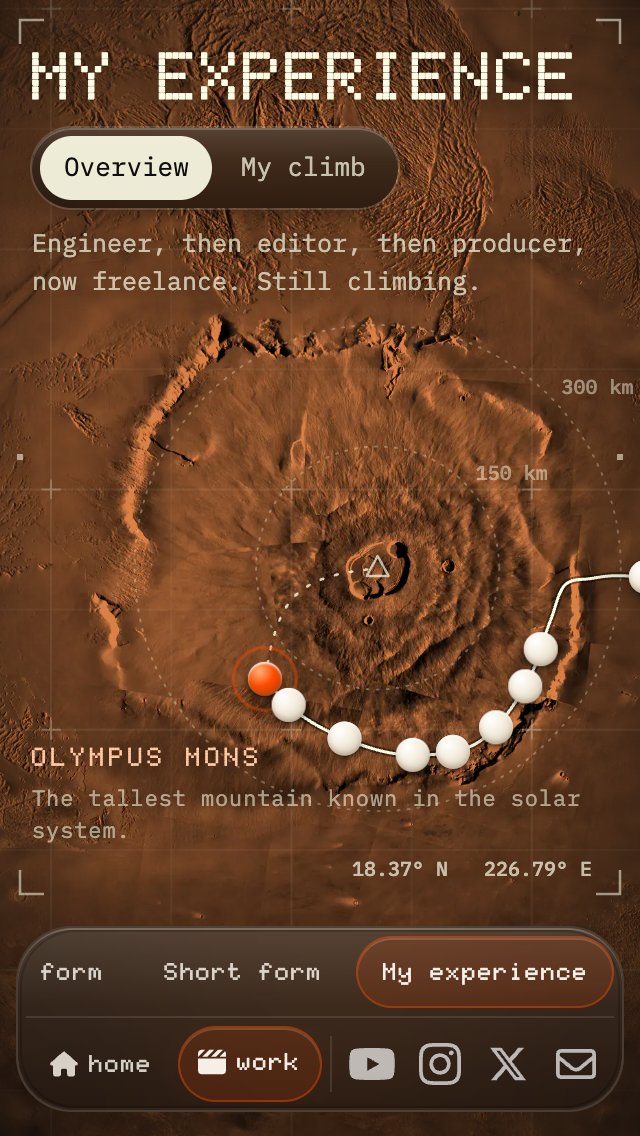 MY EXPERIENCE
Overview My climb
Engineer, then editor, then producer,
now freelance. Still climbing.
300 km
150 km
OLYMPUS MONS
The tallest mountain known in the solar
system.
18.37° N 226.79° E
form Short form My experience
home work